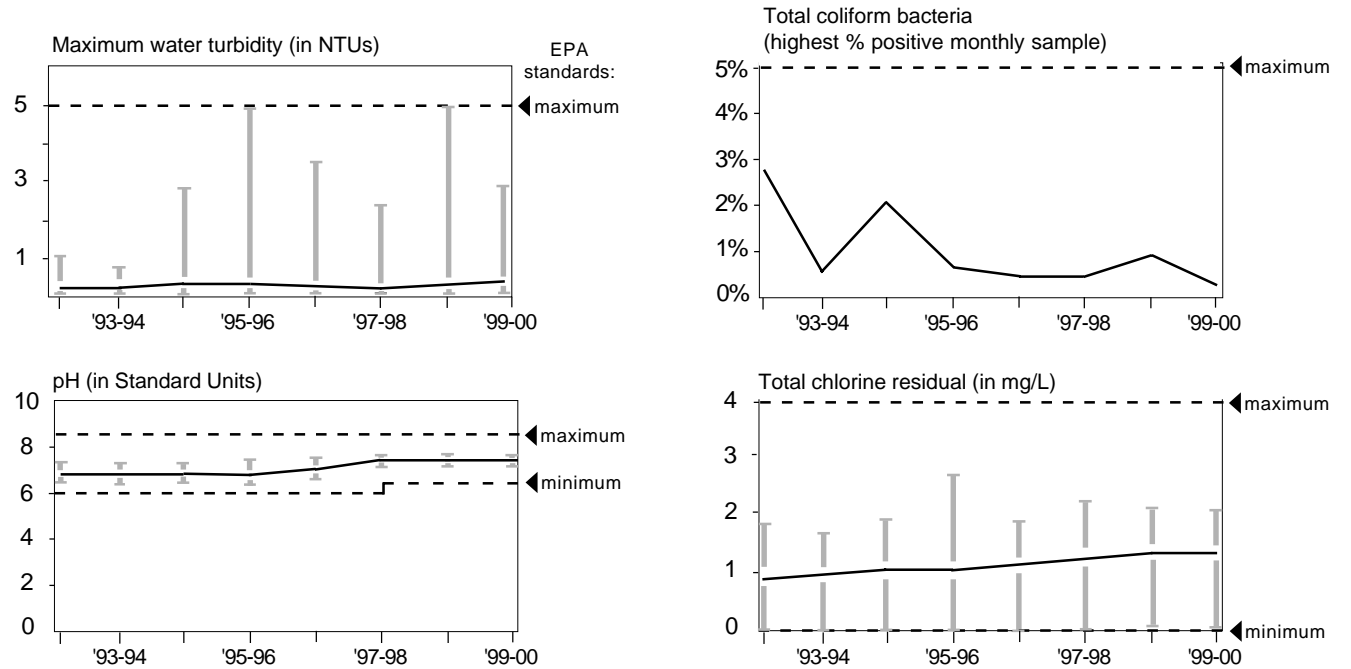 Maximum water turbidity (in NTUs)
EPA
standards:
5
3
1
maximum
'93-94
'95-96
'97-98
'99-00
Total coliform bacteria
(highest % positive monthly sample)
5%
4%
3%
2%
1%
0%
maximum
'93-94
'95-96
'97-98
'99-00
pH (in Standard Units)
10
8
6
4
2
0
maximum
minimum
'93-94
'95-96
'97-98
'99-00
Total chlorine residual (in mg/L)
4
3
2
1
0
maximum
minimum
'93-94
'95-96
'97-98
'99-00